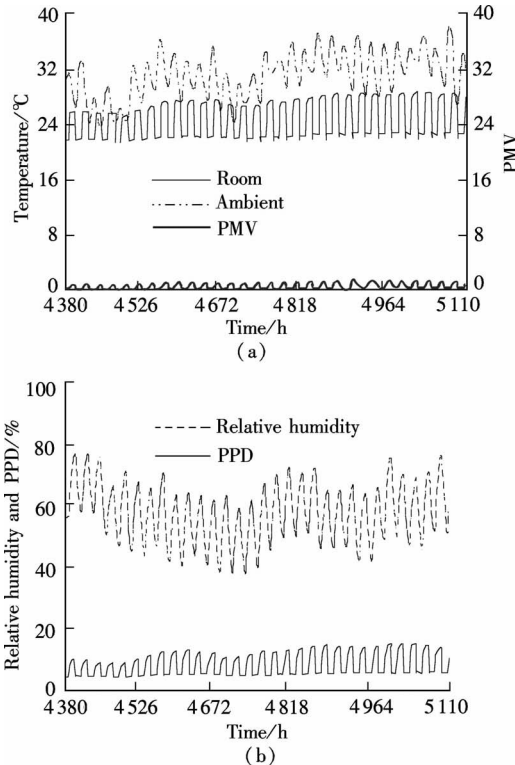 40
32
24
16
8
0
Temperature/℃
40
32
24
16
8
0
PMV
Room
Ambient
PMV
4 380 4 526 4 672 4 818 4 964 5 110
Time/h
(a)
100
80
60
40
20
0
Relative humidity and PPD/%
Relative humidity
PPD
4 380 4 526 4 672 4 818 4 964 5 110
Time/h
(b)